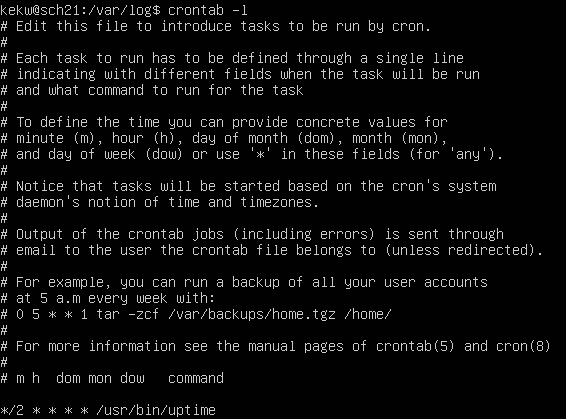 kekw@sch21:/var/log$ crontab -l
# Edit this file to introduce tasks to be run by cron.
#
# Each task to run has to be defined through a single line
# indicating with different fields when the task will be run
# and what command to run for the task
#
# To define the time you can provide concrete values for
# minute (m), hour (h), day of month (dom), month (mon),
# and day of week (dow) or use '*' in these fields (for 'any').
#
# Notice that tasks will be started based on the cron's system
# daemon's notion of time and timezones.
#
# Output of the crontab jobs (including errors) is sent through
# email to the user the crontab file belongs to (unless redirected).
#
# For example, you can run a backup of all your user accounts
# at 5 a.m every week with:
# 0 5 * * 1 tar -zcf /var/backups/home.tgz /home/
#
# For more information see the manual pages of crontab(5) and cron(8)
#
# m h  dom mon dow   command

*/2 * * * * /usr/bin/uptime